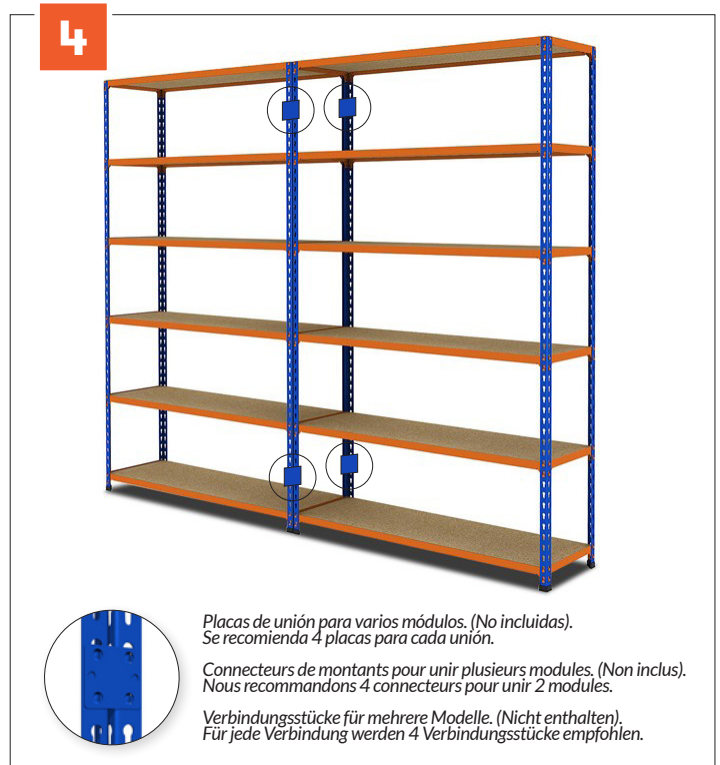 4
Placas de unión para varios módulos. (No incluidas).
Se recomienda 4 placas para cada unión.
Connecteurs de montants pour unir plusieurs modules. (Non inclus).
Nous recommandons 4 connecteurs pour unir 2 modules.
Verbindungsstücke für mehrere Modelle. (Nicht enthalten).
Für jede Verbindung werden 4 Verbindungsstücke empfohlen.